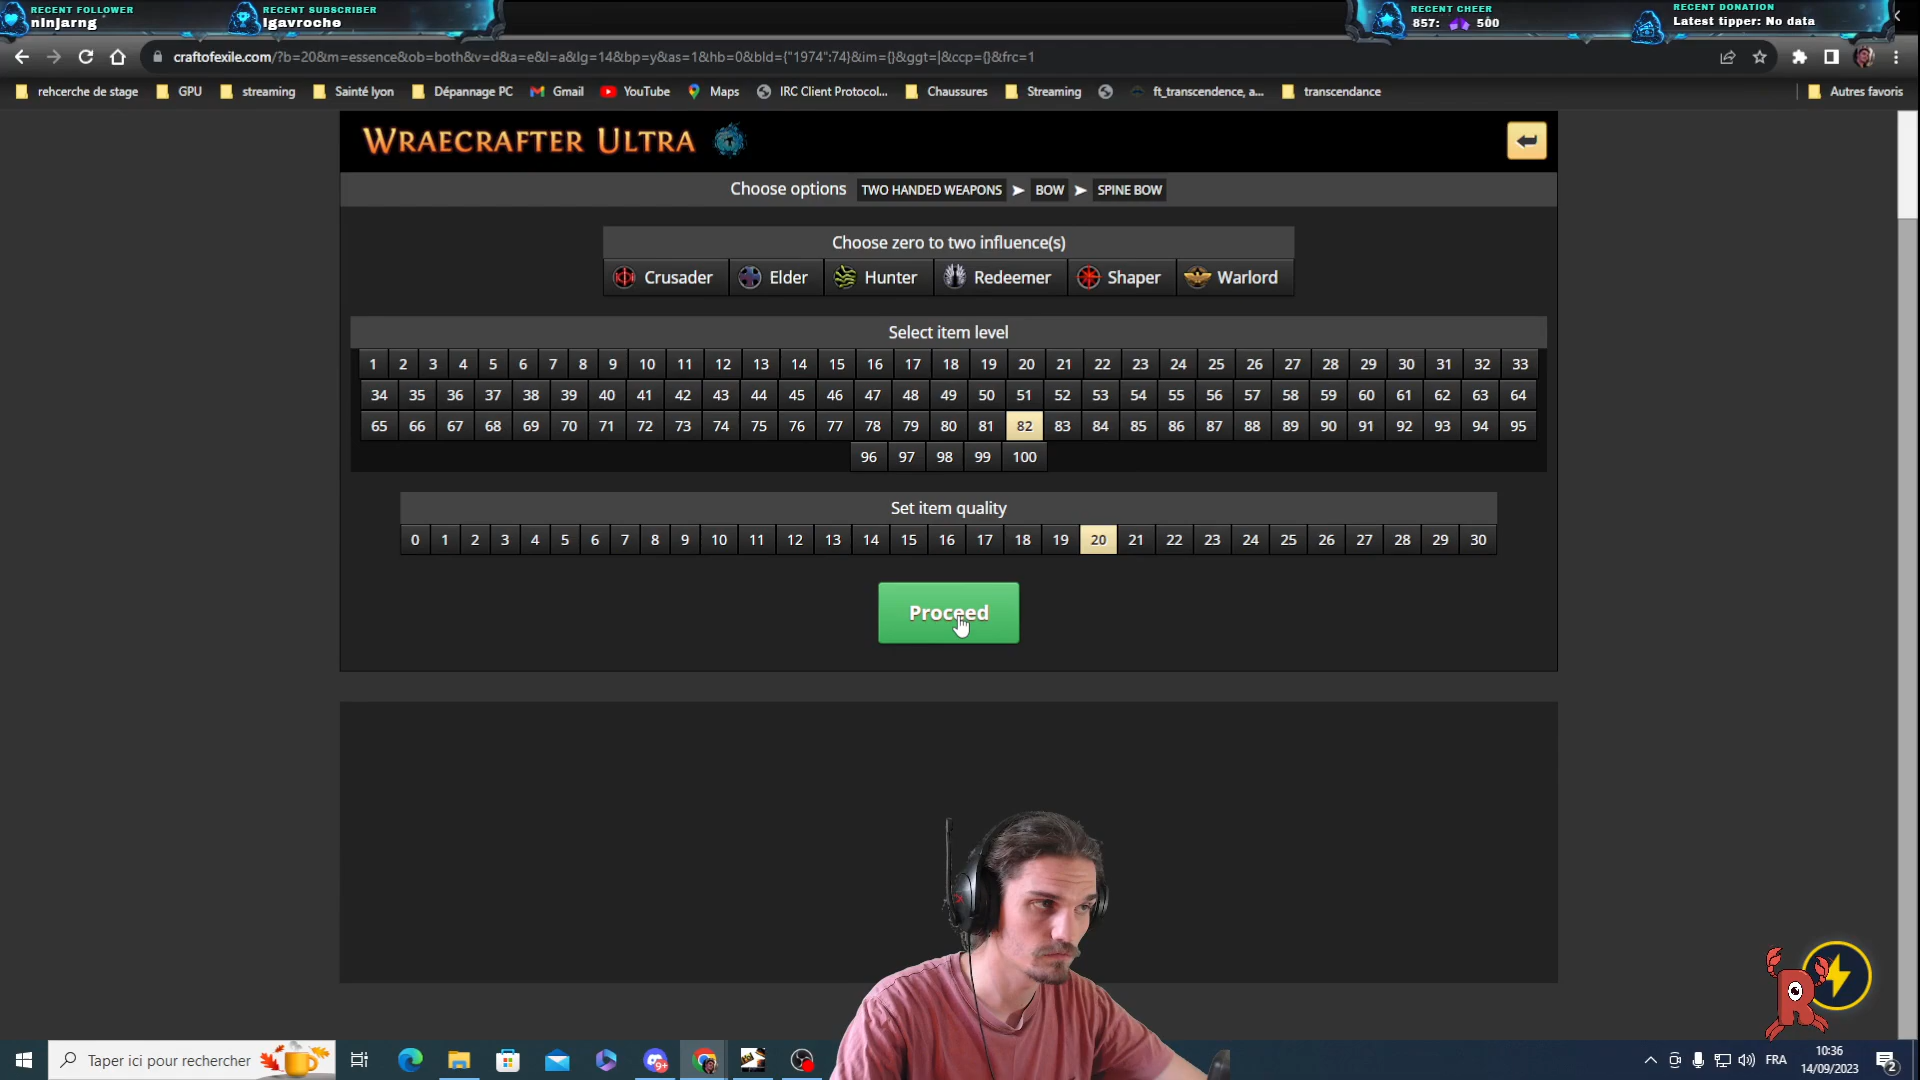 RECENT FOLLOWER
ninjarng
RECENT SUBSCRIBER
lgavroche
RECENT CHEER
857: 500
RECENT DONATION
Latest tipper: No data
craftofexile.com/?b=20&m=essence&ob=both&v=d&a=e&l=a&lg=14&bp=y&as=1&hb=0&bld={"1974":74}&im={}&ggt=|&ccp={}&frc=1
rehcerche de stage
GPU
streaming
Sainté lyon
Dépannage PC
Gmail
YouTube
Maps
IRC Client Protocol...
Chaussures
Streaming
ft_transcendence, a...
transcendance
Autres favoris
WRAECRAFTER ULTRA
Choose options TWO HANDED WEAPONS BOW SPINE BOW
Choose zero to two influence(s)
Crusader Elder Hunter Redeemer Shaper Warlord
Select item level
1 2 3 4 5 6 7 8 9 10 11 12 13 14 15 16 17 18 19 20 21 22 23 24 25 26 27 28 29 30 31 32 33
34 35 36 37 38 39 40 41 42 43 44 45 46 47 48 49 50 51 52 53 54 55 56 57 58 59 60 61 62 63 64
65 66 67 68 69 70 71 72 73 74 75 76 77 78 79 80 81 82 83 84 85 86 87 88 89 90 91 92 93 94 95
96 97 98 99 100
Set item quality
0 1 2 3 4 5 6 7 8 9 10 11 12 13 14 15 16 17 18 19 20 21 22 23 24 25 26 27 28 29 30
Proceed
R
Taper ici pour rechercher
9+
FRA
10:36
14/09/2023
2